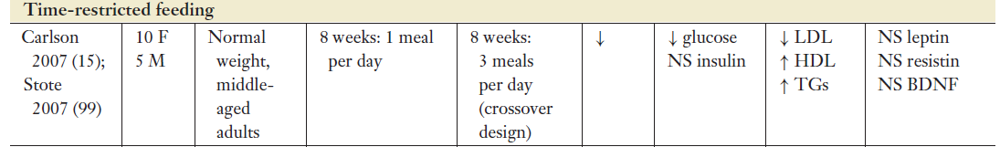 Time-restricted feeding
Carlson 2007 (15);
Stote 2007 (99)
10 F
5 M
Normal
weight,
middle-
aged
adults
8 weeks: 1 meal
per day
8 weeks:
3 meals
per day
(crossover
design)
↓
↓ glucose
NS insulin
↓ LDL
↑ HDL
↑ TGs
NS leptin
NS resistin
NS BDNF